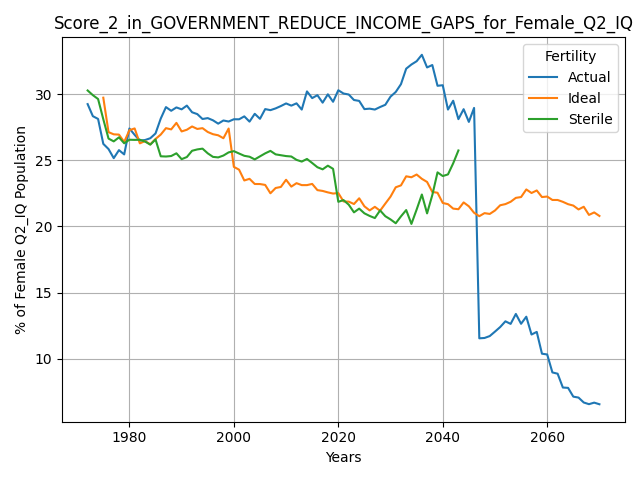 Score_2_in_GOVERNMENT_REDUCE_INCOME_GAPS_for_Female_Q2_IQ
Fertility
Actual
Ideal
Sterile
% of Female Q2_IQ Population
30
25
20
15
10
1980
2000
2020
2040
2060
Years